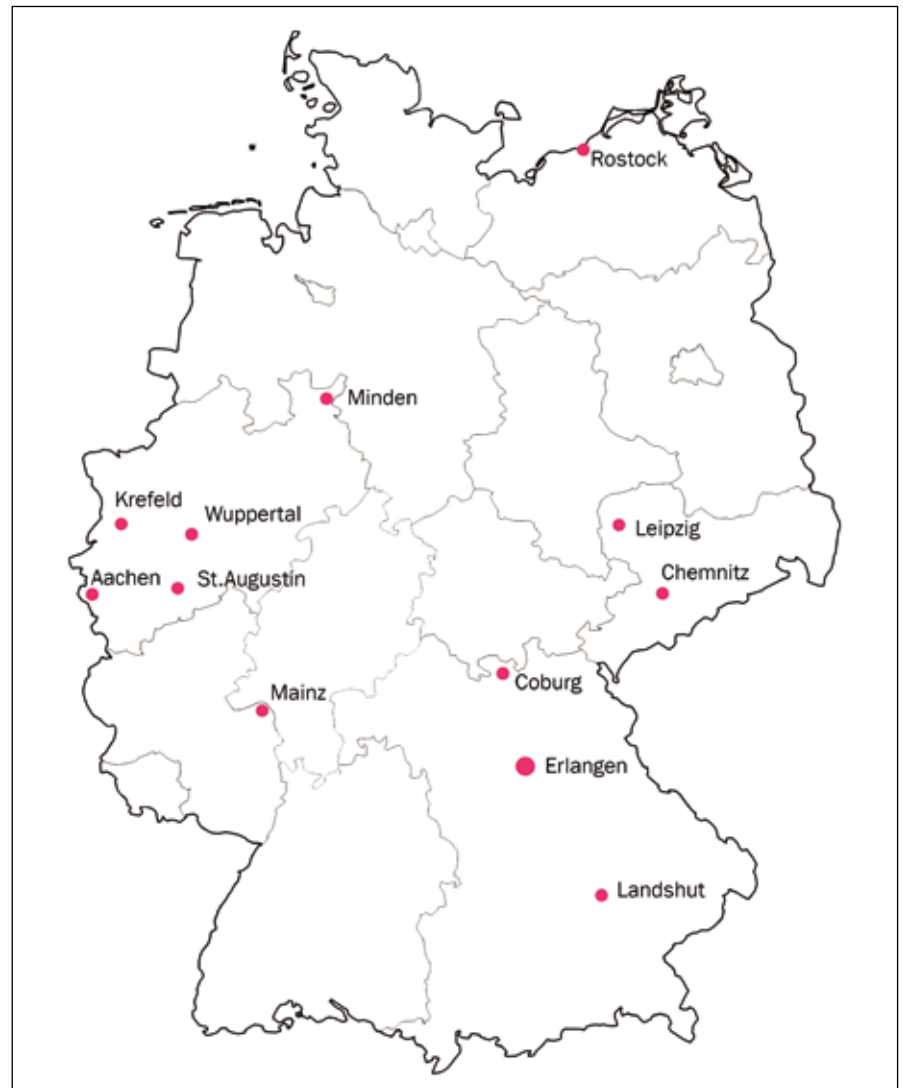 Rostock
Minden
Krefeld
Wuppertal
Leipzig
Aachen
St.Augustin
Chemnitz
Mainz
Coburg
Erlangen
Landshut